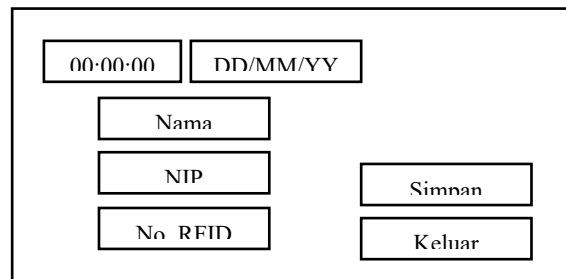 00:00:00 DD/MM/YY
Nama
NIP
Simpan
No. RFID
Keluar